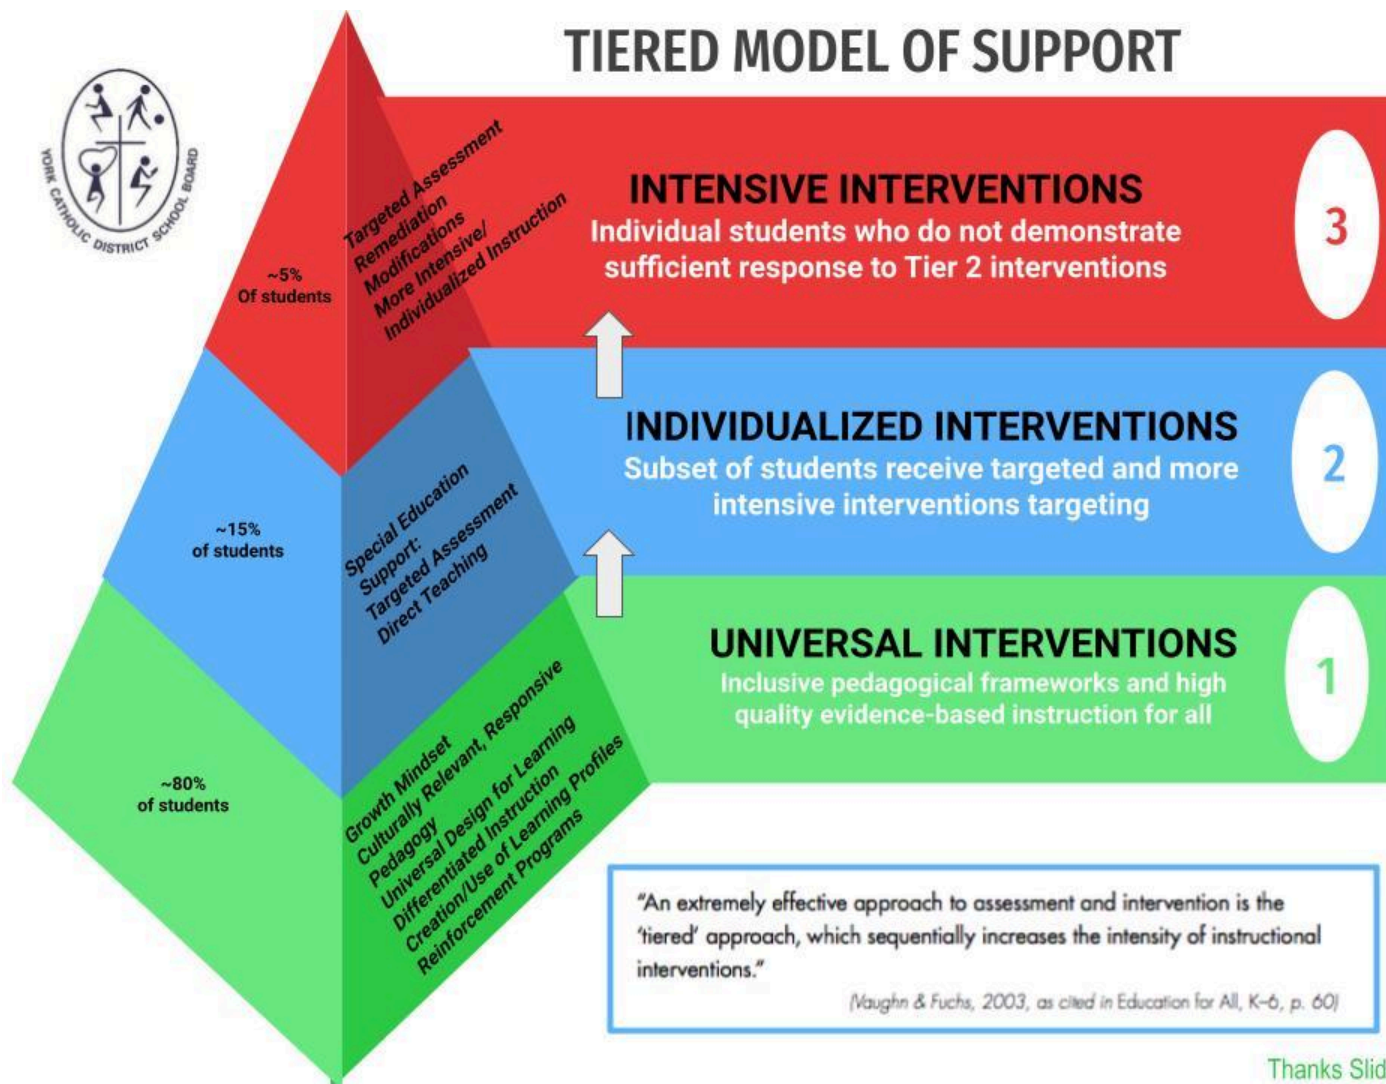 TIERED MODEL OF SUPPORT
YORK CATHOLIC DISTRICT SCHOOL BOARD
~5%
Of students
Targeted Assessment
Remediation
Modifications
More Intensive/
Individualized Instruction
INTENSIVE INTERVENTIONS
Individual students who do not demonstrate
sufficient response to Tier 2 interventions
3
~15%
of students
Special Education
Support:
Targeted Assessment
Direct Teaching
INDIVIDUALIZED INTERVENTIONS
Subset of students receive targeted and more
intensive interventions targeting
2
~80%
of students
Growth Mindset
Culturally Relevant, Responsive
Pedagogy
Universal Design for Learning
Differentiated Instruction
Creation/Use of Learning Profiles
Reinforcement Programs
UNIVERSAL INTERVENTIONS
Inclusive pedagogical frameworks and high
quality evidence-based instruction for all
1
“An extremely effective approach to assessment and intervention is the
‘tiered’ approach, which sequentially increases the intensity of instructional
interventions.”
(Vaughn & Fuchs, 2003, as cited in Education for All, K–6, p. 60)
Thanks Slid